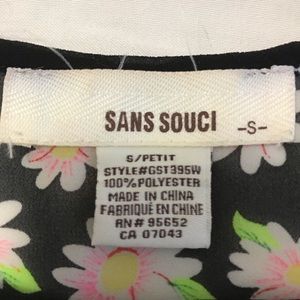 SANS SOUCI -S-
S/PETIT
STYLE#GST395W
100%POLYESTER
MADE IN CHINA
FABRIQUÉ EN CHINE
RN# 95652
CA 07043